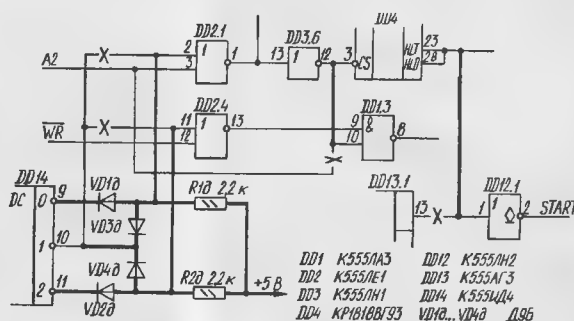 DD2.1
DD3.6
DD4
2
1
1
13
1
12
3
CS
HLT
23
HLD
28
A2
3
DD2.4
DD1.3
11
1
13
9
&
8
WR
12
10
DD14
DD13.1
DD12.1
DC
0
9
VD1д
R1д 2,2 к
13
1
1
2
START
VD3д
1
10
VD4д
R2д 2,2 к
+5 В
2
11
VD2д
DD1 К555ЛА3
DD2 К555ЛЕ1
DD3 К555ЛН1
DD4 КР1818ВГ93
DD12 К555ЛН2
DD13 К555АГ3
DD14 К555ИД4
VD1д... VD4д Д9Б